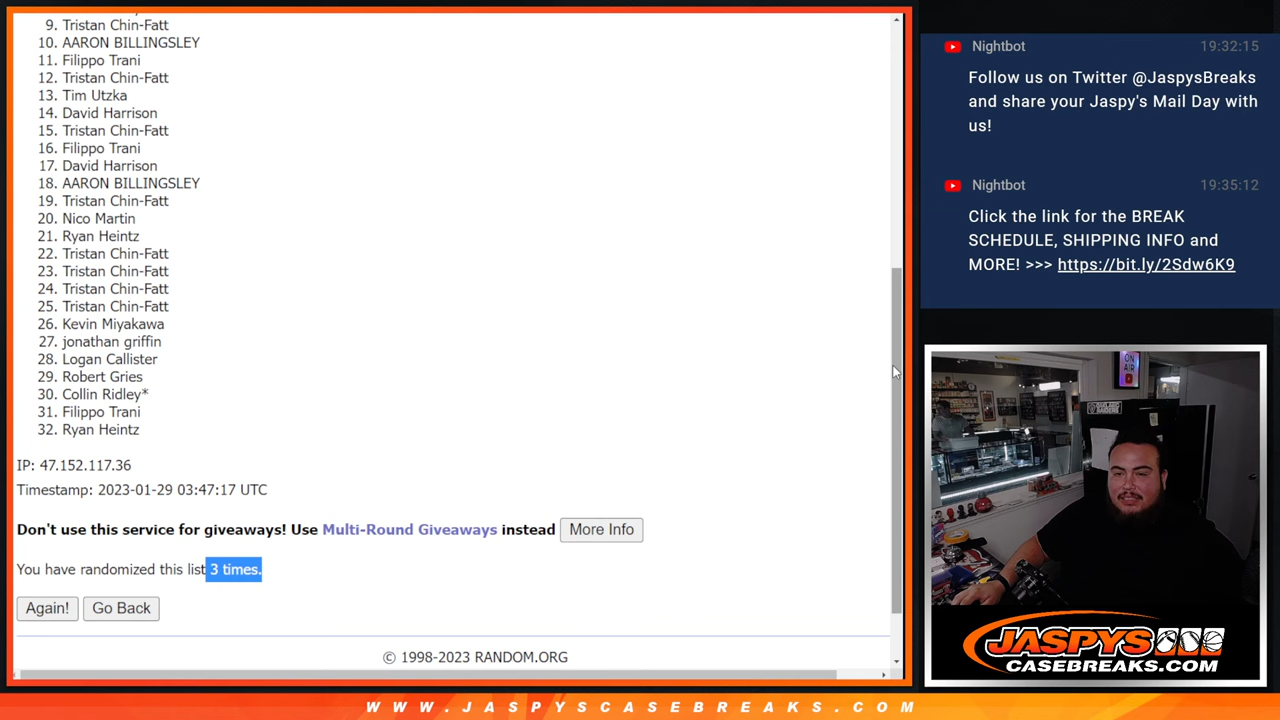 9. Tristan Chin-Fatt
10. AARON BILLINGSLEY
11. Filippo Trani
12. Tristan Chin-Fatt
13. Tim Utzka
14. David Harrison
15. Tristan Chin-Fatt
16. Filippo Trani
17. David Harrison
18. AARON BILLINGSLEY
19. Tristan Chin-Fatt
20. Nico Martin
21. Ryan Heintz
22. Tristan Chin-Fatt
23. Tristan Chin-Fatt
24. Tristan Chin-Fatt
25. Tristan Chin-Fatt
26. Kevin Miyakawa
27. jonathan griffin
28. Logan Callister
29. Robert Gries
30. Collin Ridley*
31. Filippo Trani
32. Ryan Heintz
IP: 47.152.117.36
Timestamp: 2023-01-29 03:47:17 UTC
Don't use this service for giveaways! Use Multi-Round Giveaways instead More Info
You have randomized this list 3 times.
Again! Go Back
© 1998-2023 RANDOM.ORG
Nightbot 19:32:15
Follow us on Twitter @JaspysBreaks
and share your Jaspy's Mail Day with
us!
Nightbot 19:35:12
Click the link for the BREAK
SCHEDULE, SHIPPING INFO and
MORE! >>> https://bit.ly/2Sdw6K9
ON
AIR
JASPYS
CASEBREAKS.COM
WWW.JASPYSCASEBREAKS.COM